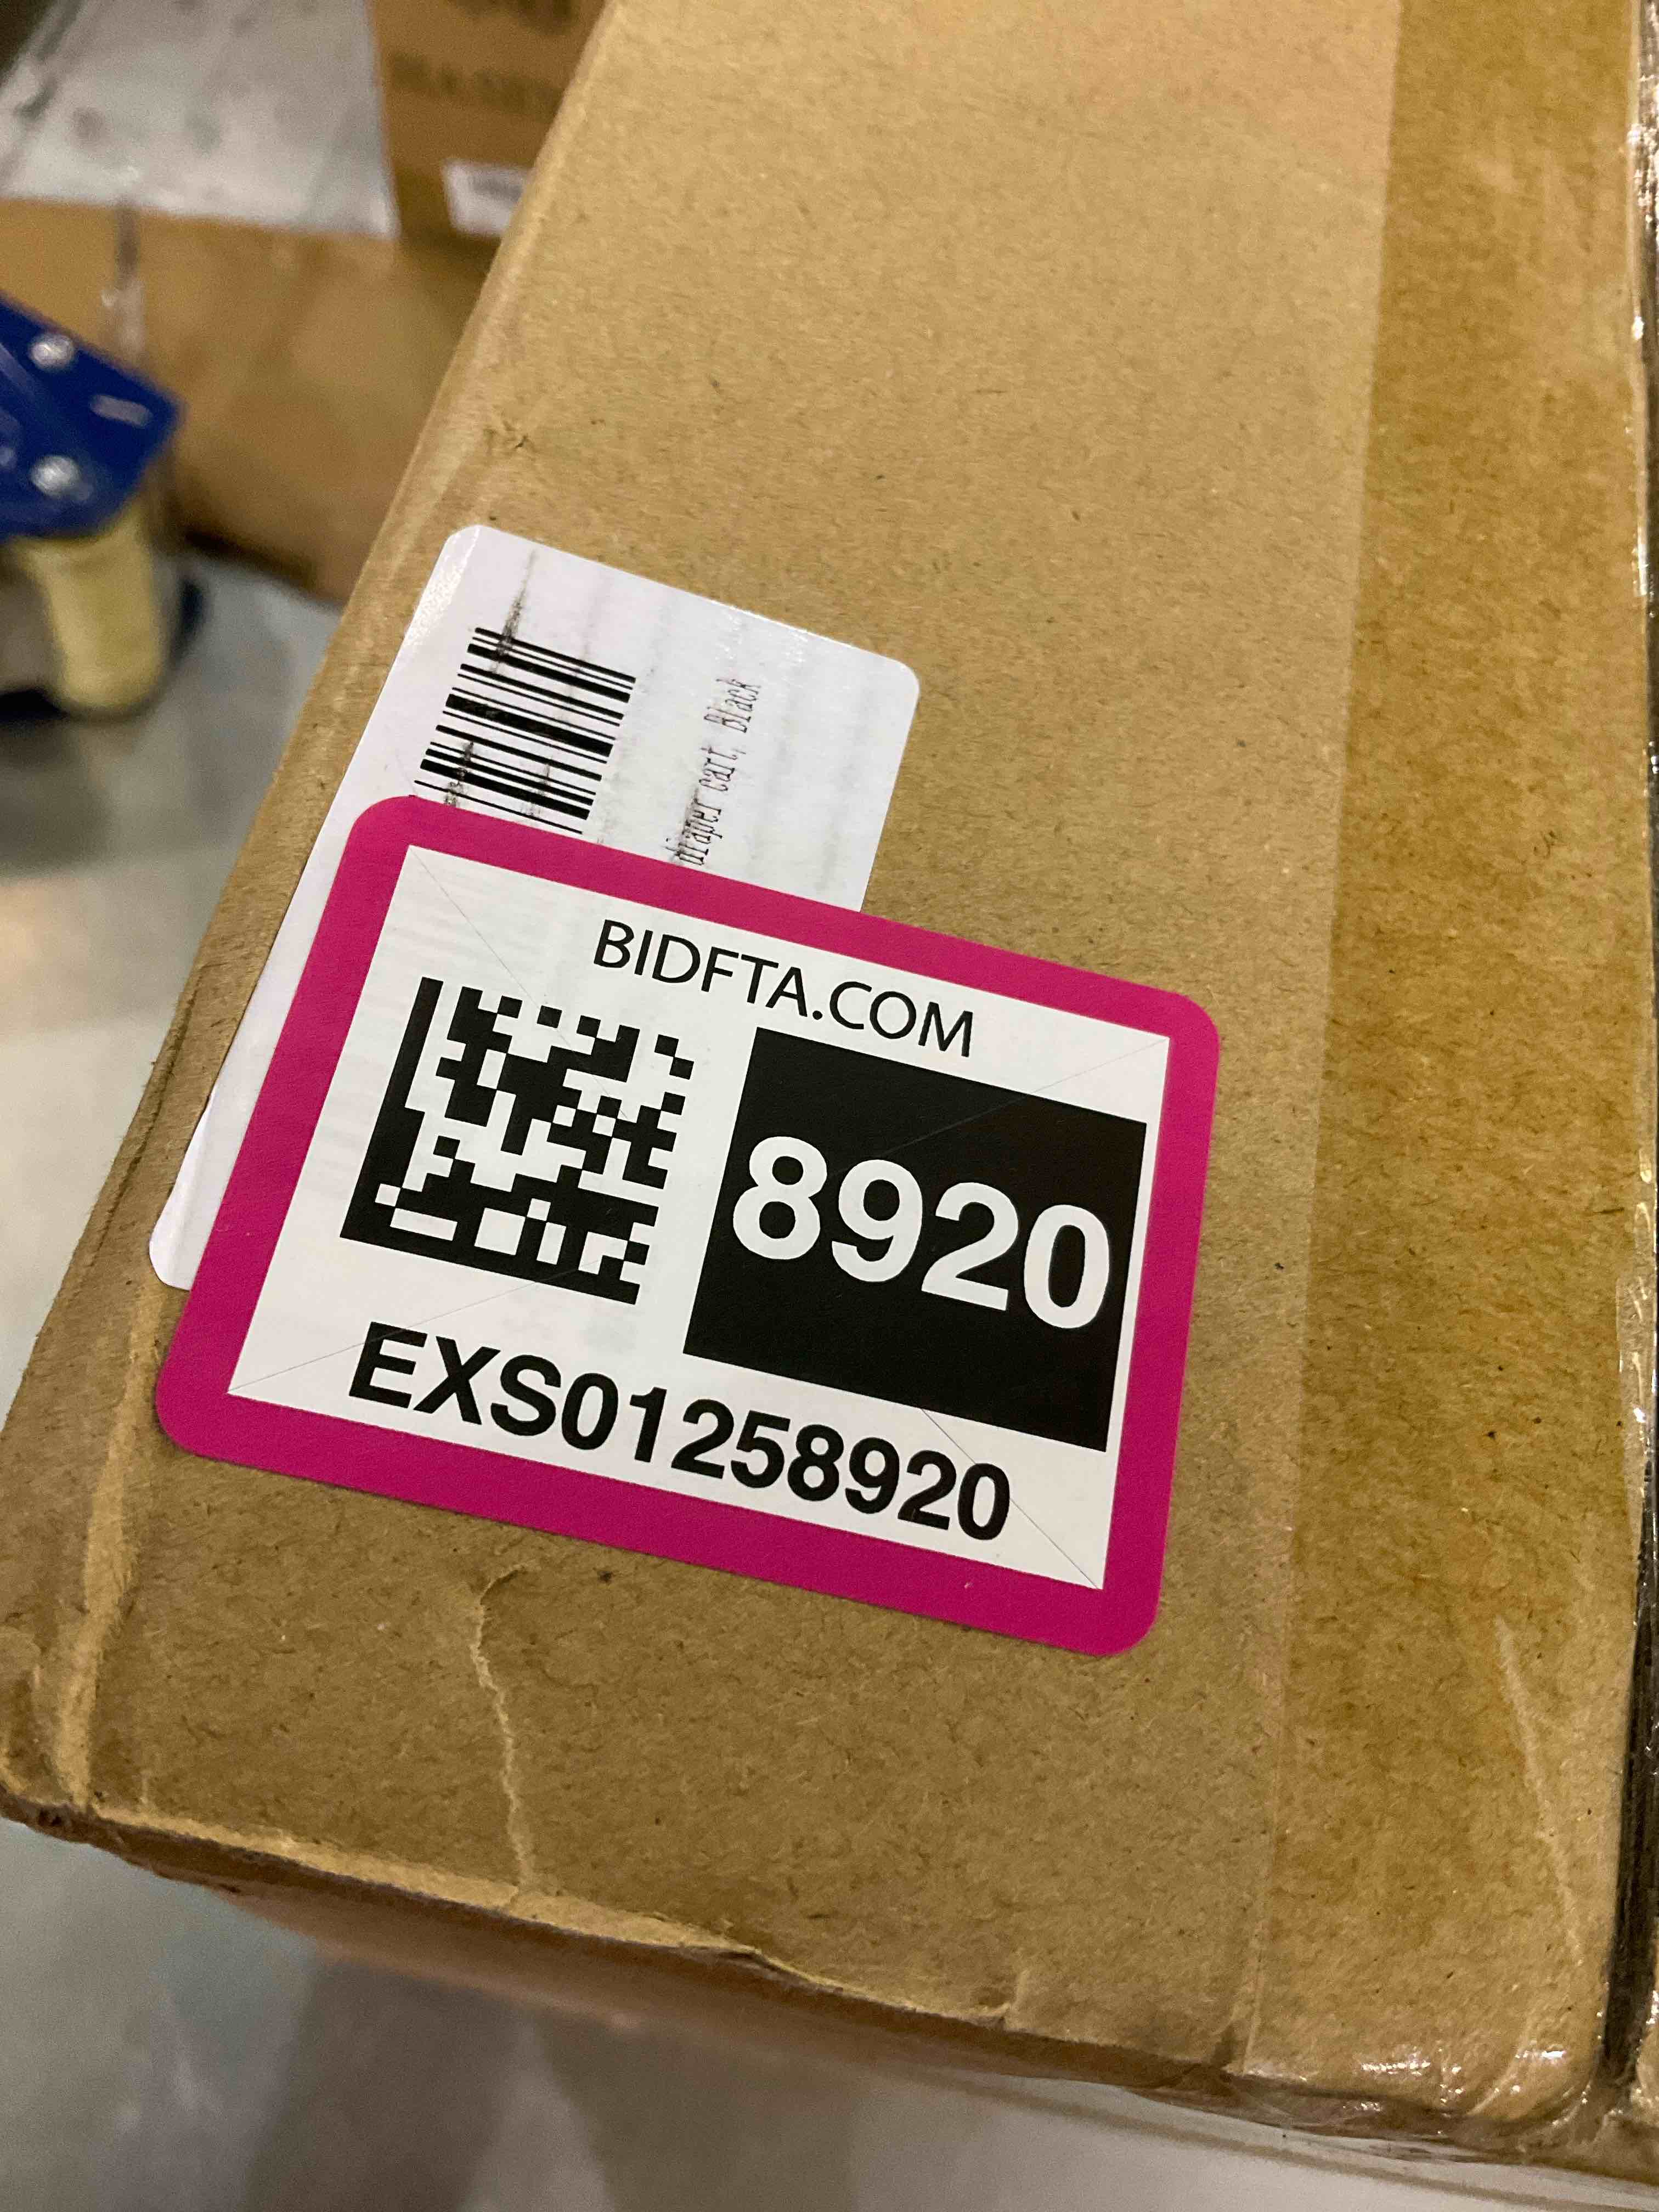 diaper cart, Black
BIDFTA.COM
8920
EXS01258920